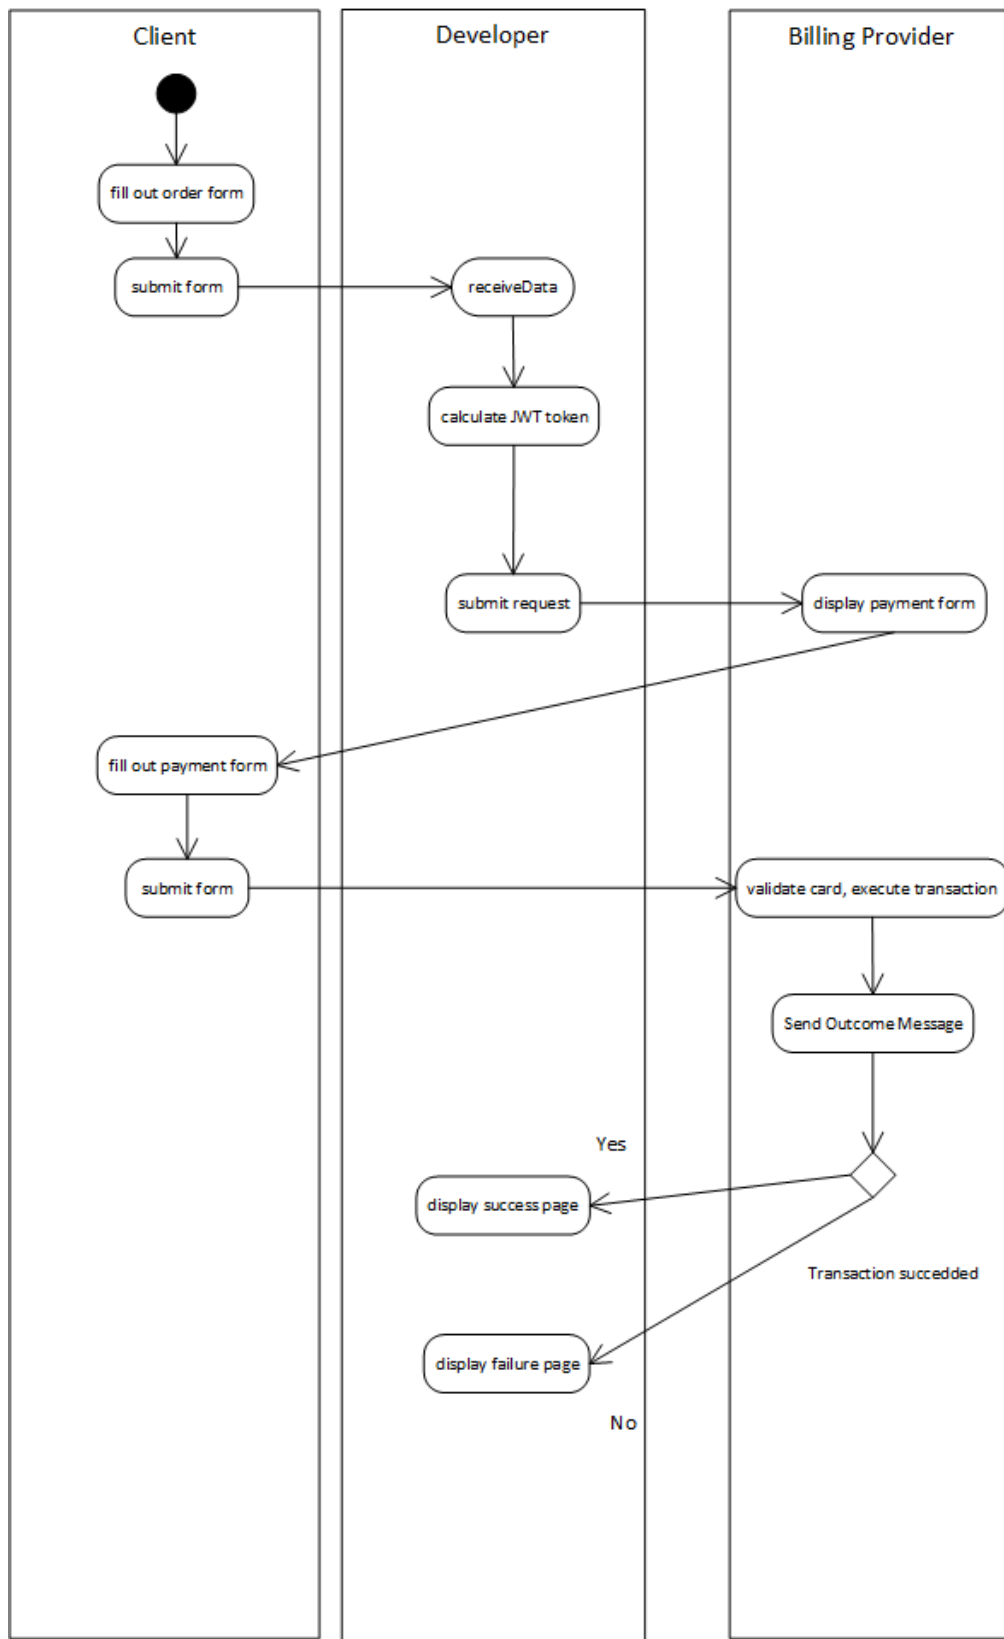 Client
Developer
Billing Provider
fill out order form
submit form
receiveData
calculate JWT token
submit request
display payment form
fill out payment form
submit form
validate card, execute transaction
Send Outcome Message
Yes
display success page
Transaction succedded
display failure page
No